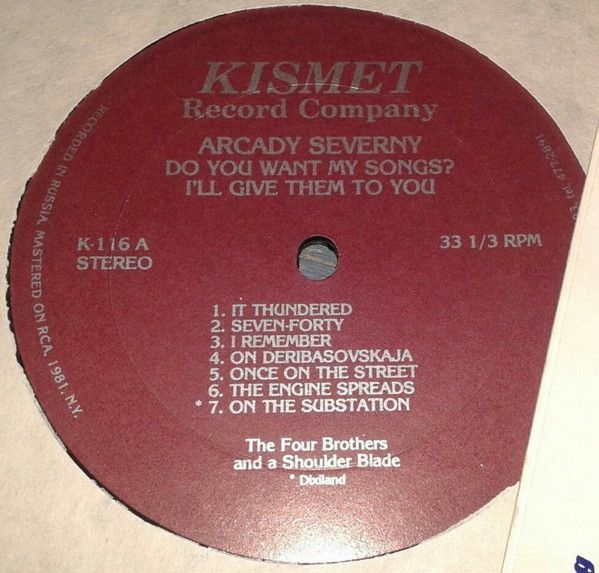 KISMET
Record Company
ARCADY SEVERNY
DO YOU WANT MY SONGS?
I'LL GIVE THEM TO YOU
K-116 A
STEREO
33 1/3 RPM
1. IT THUNDERED
2. SEVEN-FORTY
3. I REMEMBER
4. ON DERIBASOVSKAJA
5. ONCE ON THE STREET
6. THE ENGINE SPREADS
* 7. ON THE SUBSTATION
The Four Brothers
and a Shoulder Blade
* Dixiland
RECORDED IN RUSSIA, MASTERED ON RCA, 1981, N.Y.
tel. 4772891